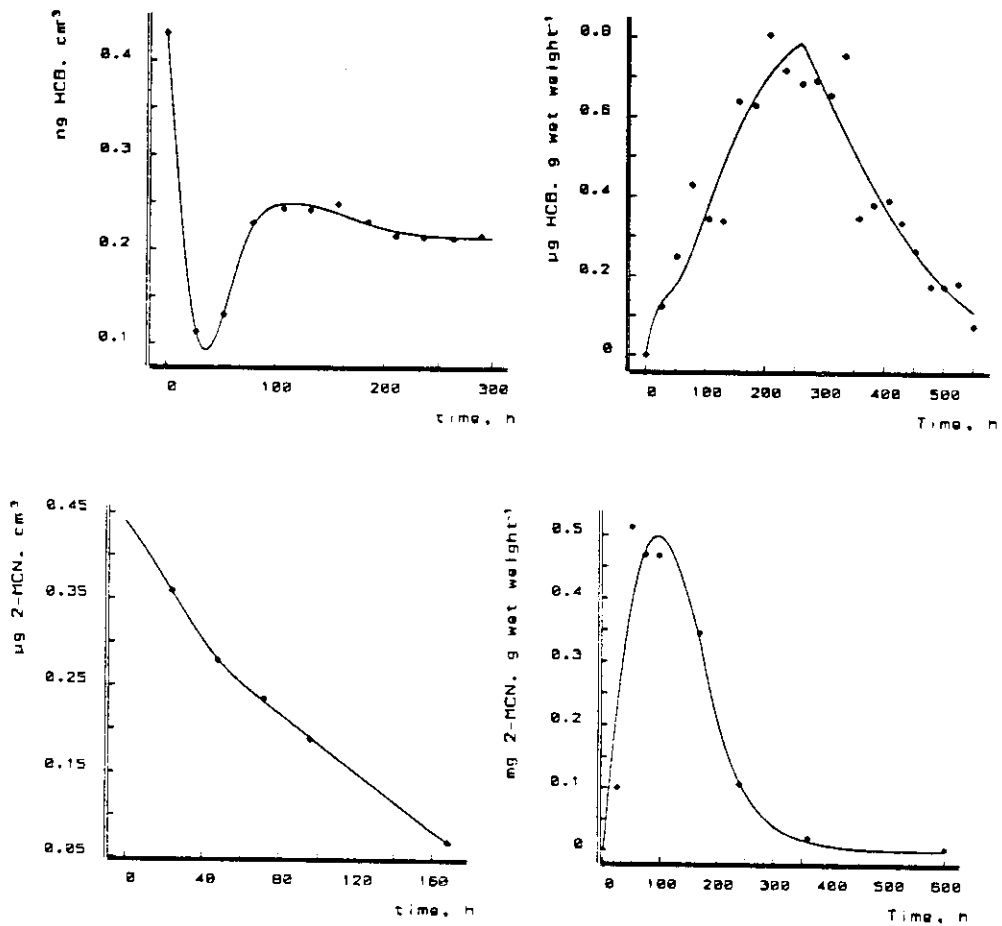 ng HCB. cm³
0.4
0.3
0.2
0.1
0 100 200 300
time, h
µg HCB. g wet weight⁻¹
0.8
0.6
0.4
0.2
0
0 100 200 300 400 500
Time, h
µg 2-MCN. cm³
0.45
0.35
0.25
0.15
0.05
0 40 80 120 160
time, h
mg 2-MCN. g wet weight⁻¹
0.5
0.4
0.3
0.2
0.1
0
0 100 200 300 400 500 600
Time, h